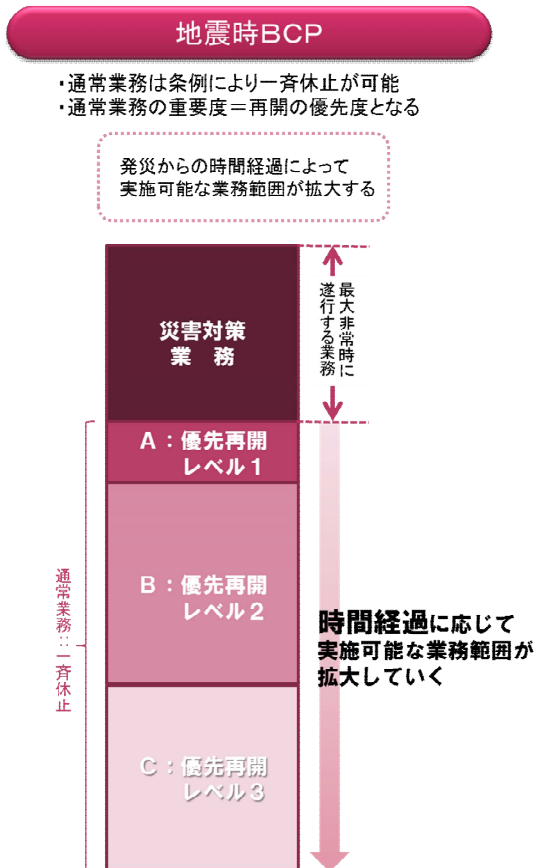 地震時BCP
・通常業務は条例により一斉休止が可能
・通常業務の重要度＝再開の優先度となる
発災からの時間経過によって
実施可能な業務範囲が拡大する
災害対策
業　務
最大非常時に
遂行する業務
A：優先再開
レベル1
B：優先再開
レベル2
C：優先再開
レベル3
通常業務：一斉休止
時間経過に応じて
実施可能な業務範囲が
拡大していく